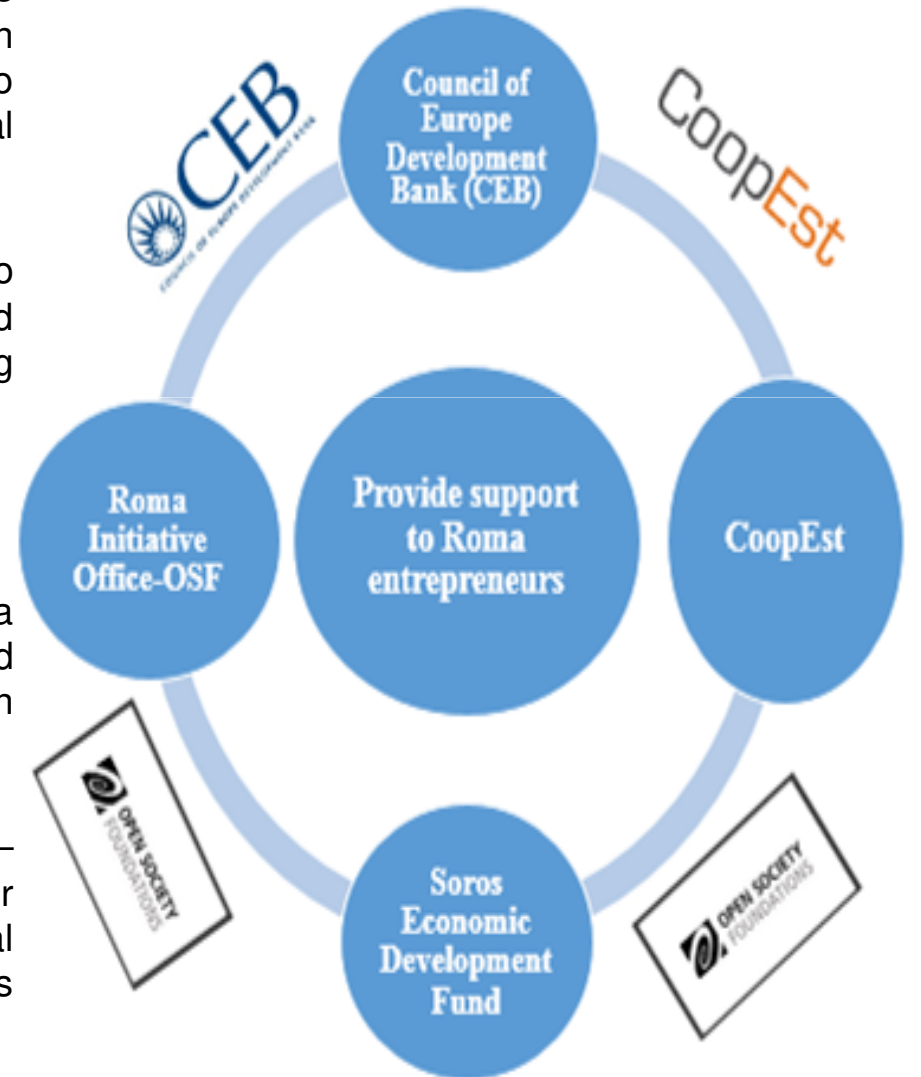 Council of
Europe
Development
Bank (CEB)
CEB
COUNCIL OF EUROPE DEVELOPMENT BANK
CoopEst
Roma
Initiative
Office-OSF
Provide support
to Roma
entrepreneurs
CoopEst
OPEN SOCIETY
FOUNDATIONS
Soros
Economic
Development
Fund
OPEN SOCIETY
FOUNDATIONS